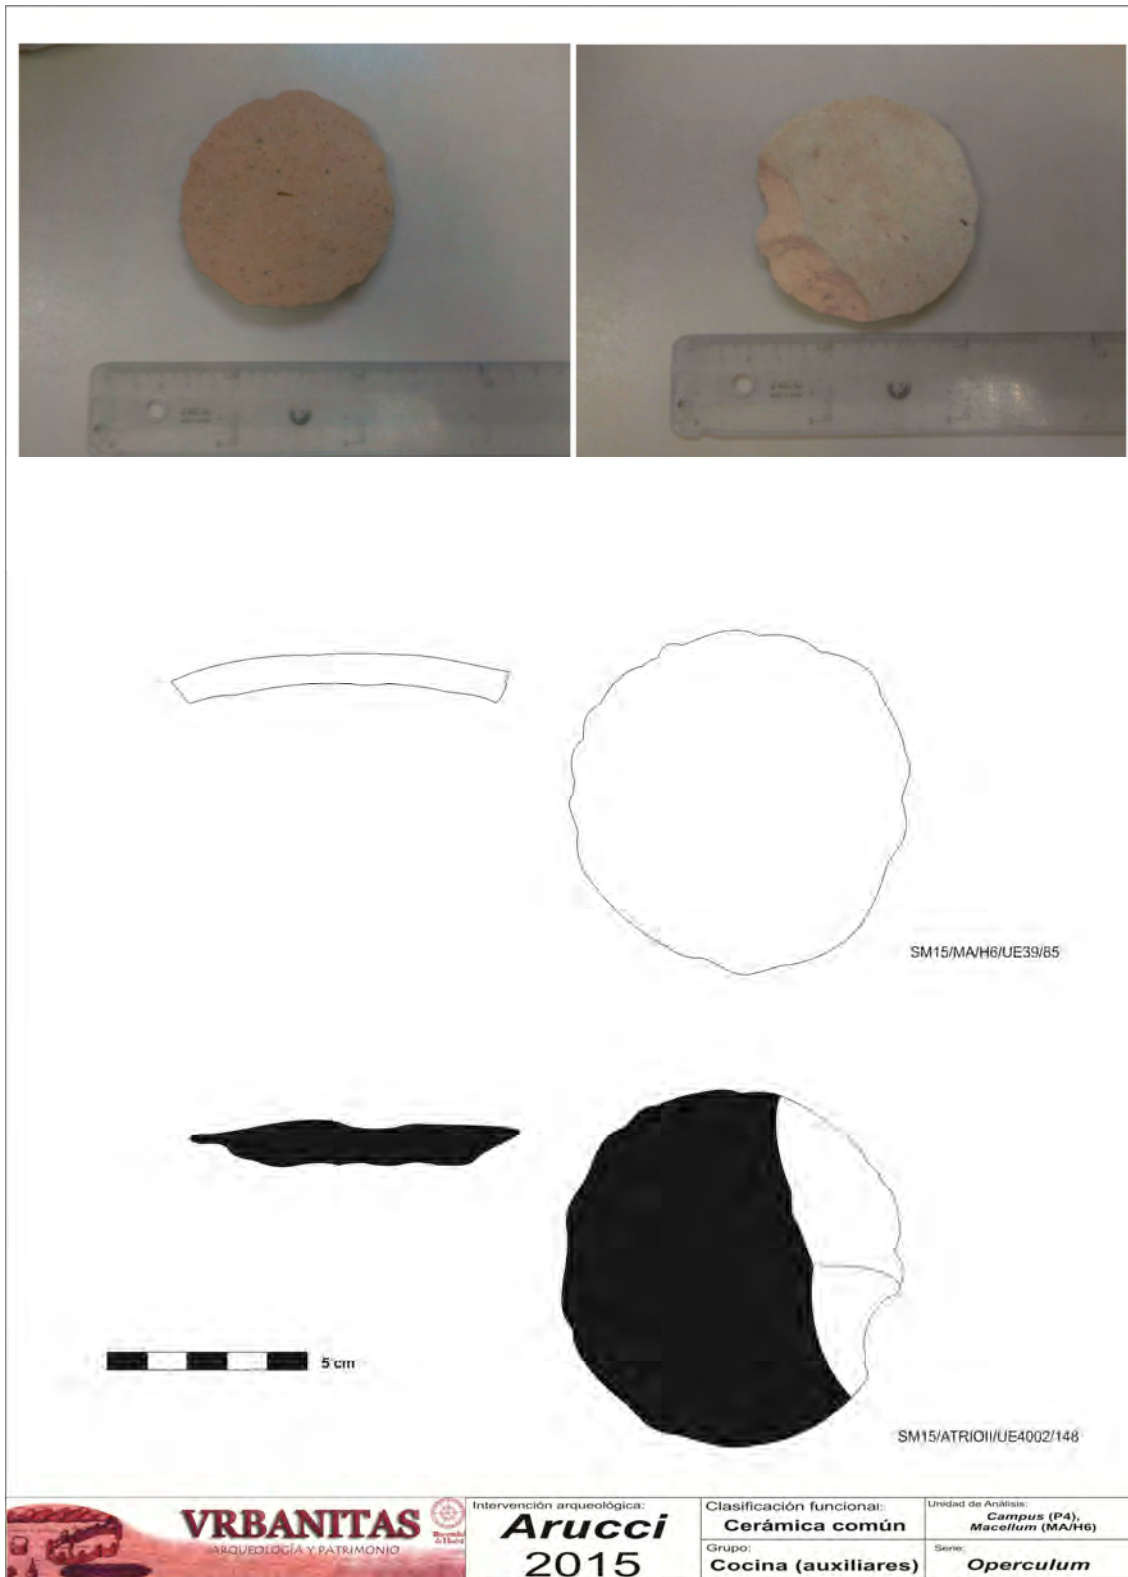 SM15/MA/H6/UE39/85
5 cm
SM15/ATRIOII/UE4002/148
VRBANITAS
ARQUEOLOGÍA Y PATRIMONIO
Intervención arqueológica:
Arucci
2015
Clasificación funcional:
Cerámica común
Grupo:
Cocina (auxiliares)
Unidad de Análisis:
Campus (P4),
Macellum (MA/H6)
Serie:
Operculum